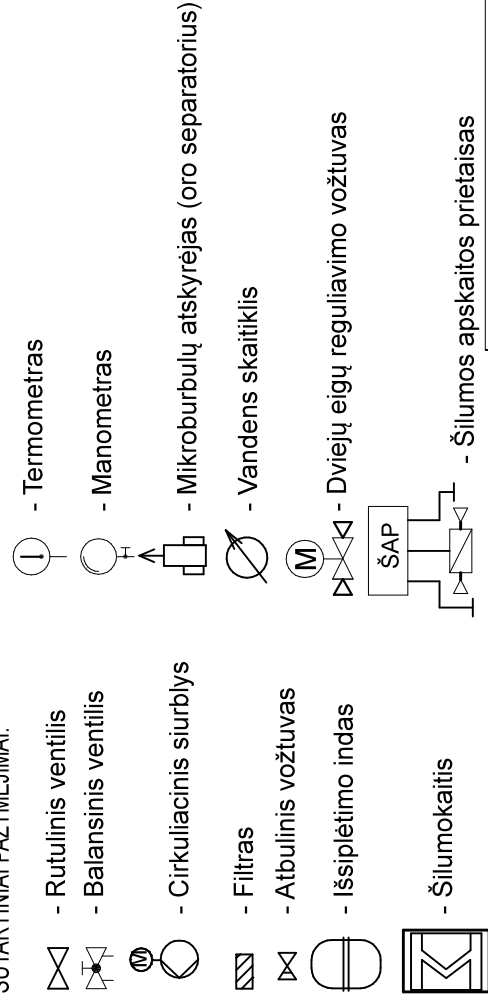 SUTARTINIAI PAŽYMĖJIMAI:
- Rutulinis ventilis
- Balansinis ventilis
M
- Cirkuliacinis siurblys
- Filtras
- Atbulinis vožtuvas
- Išsiplėtimo indas
- Šilumokaitis
- Termometras
- Manometras
- Mikroburbulų atskyrėjas (oro separatorius)
- Vandens skaitiklis
M
- Dviejų eigų reguliavimo vožtuvas
ŠAP
- Šilumos apskaitos prietaisas